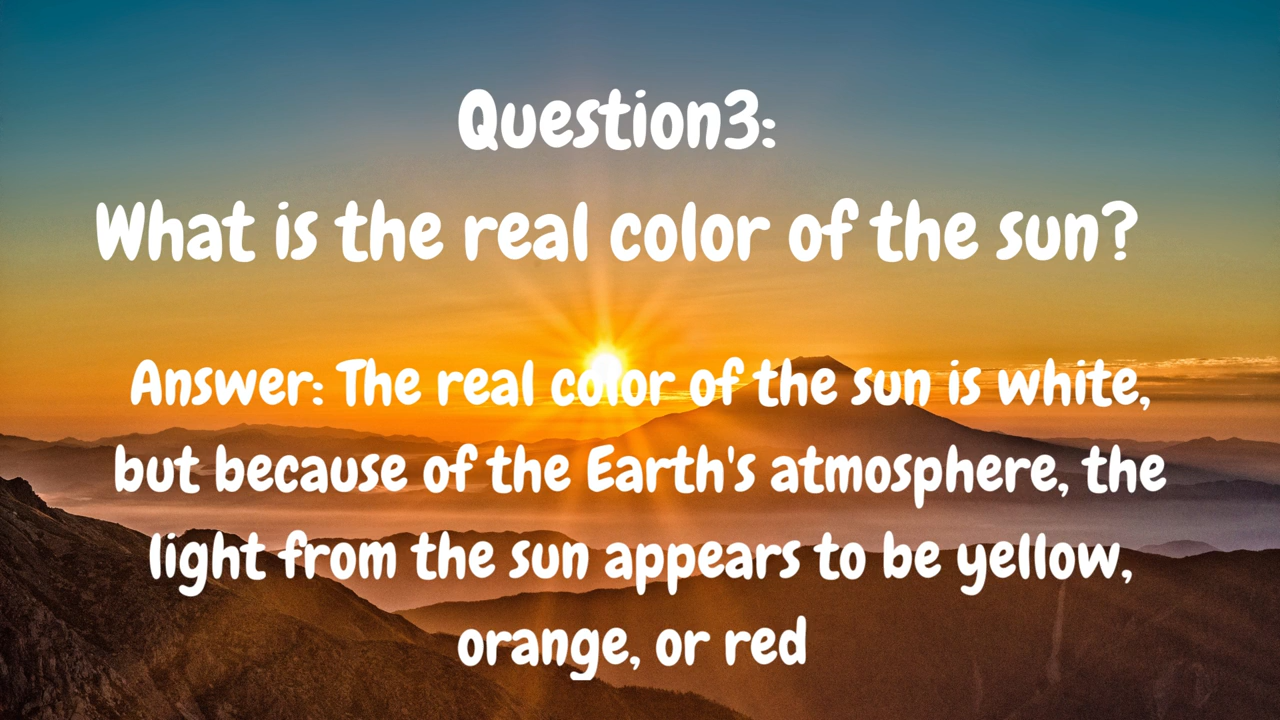 Question3:
What is the real color of the sun?
Answer: The real color of the sun is white,
but because of the Earth's atmosphere, the
light from the sun appears to be yellow,
orange, or red